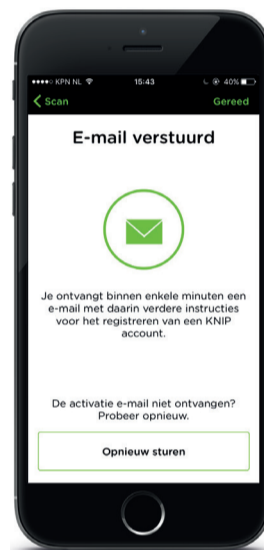 KPN NL 15:43 40%
Scan Gereed
E-mail verstuurd
Je ontvangt binnen enkele minuten een
e-mail met daarin verdere instructies
voor het registreren van een KNIP
account.
De activatie e-mail niet ontvangen?
Probeer opnieuw.
Opnieuw sturen